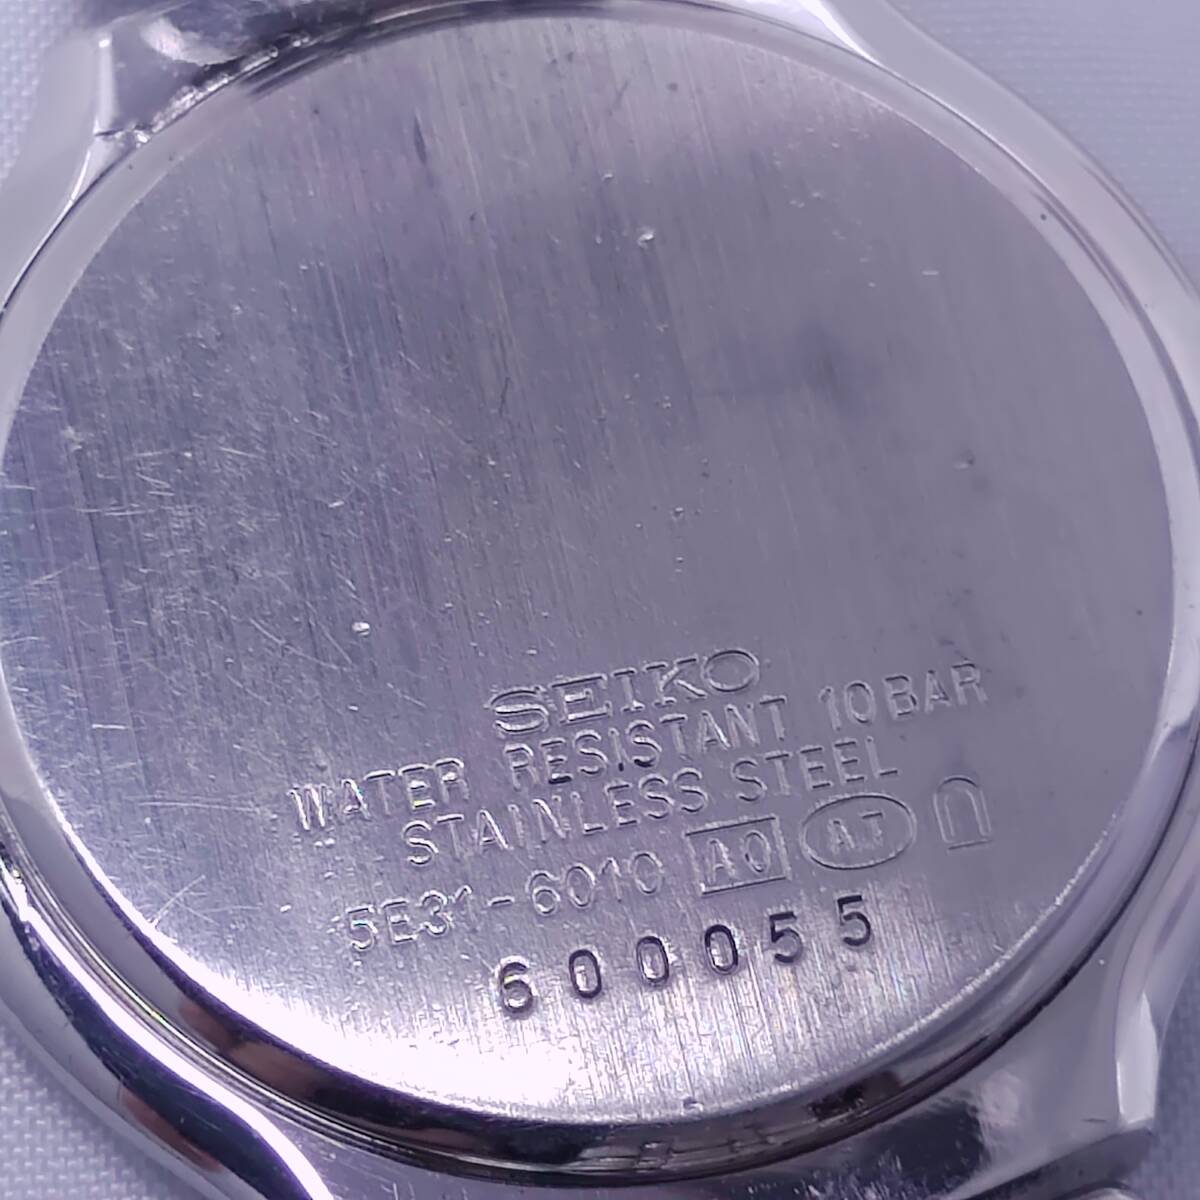 SEIKO
WATER RESISTANT 10BAR
STAINLESS STEEL
5E31-6010 A0 AT
600055